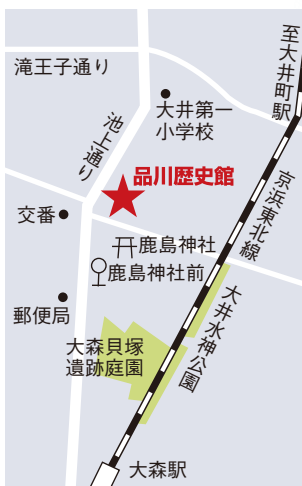 至大井町駅
滝王子通り
大井第一
小学校
池上通り
品川歴史館
京浜東北線
交番
鹿島神社
鹿島神社前
大井水神公園
郵便局
大森貝塚
遺跡庭園
大森駅